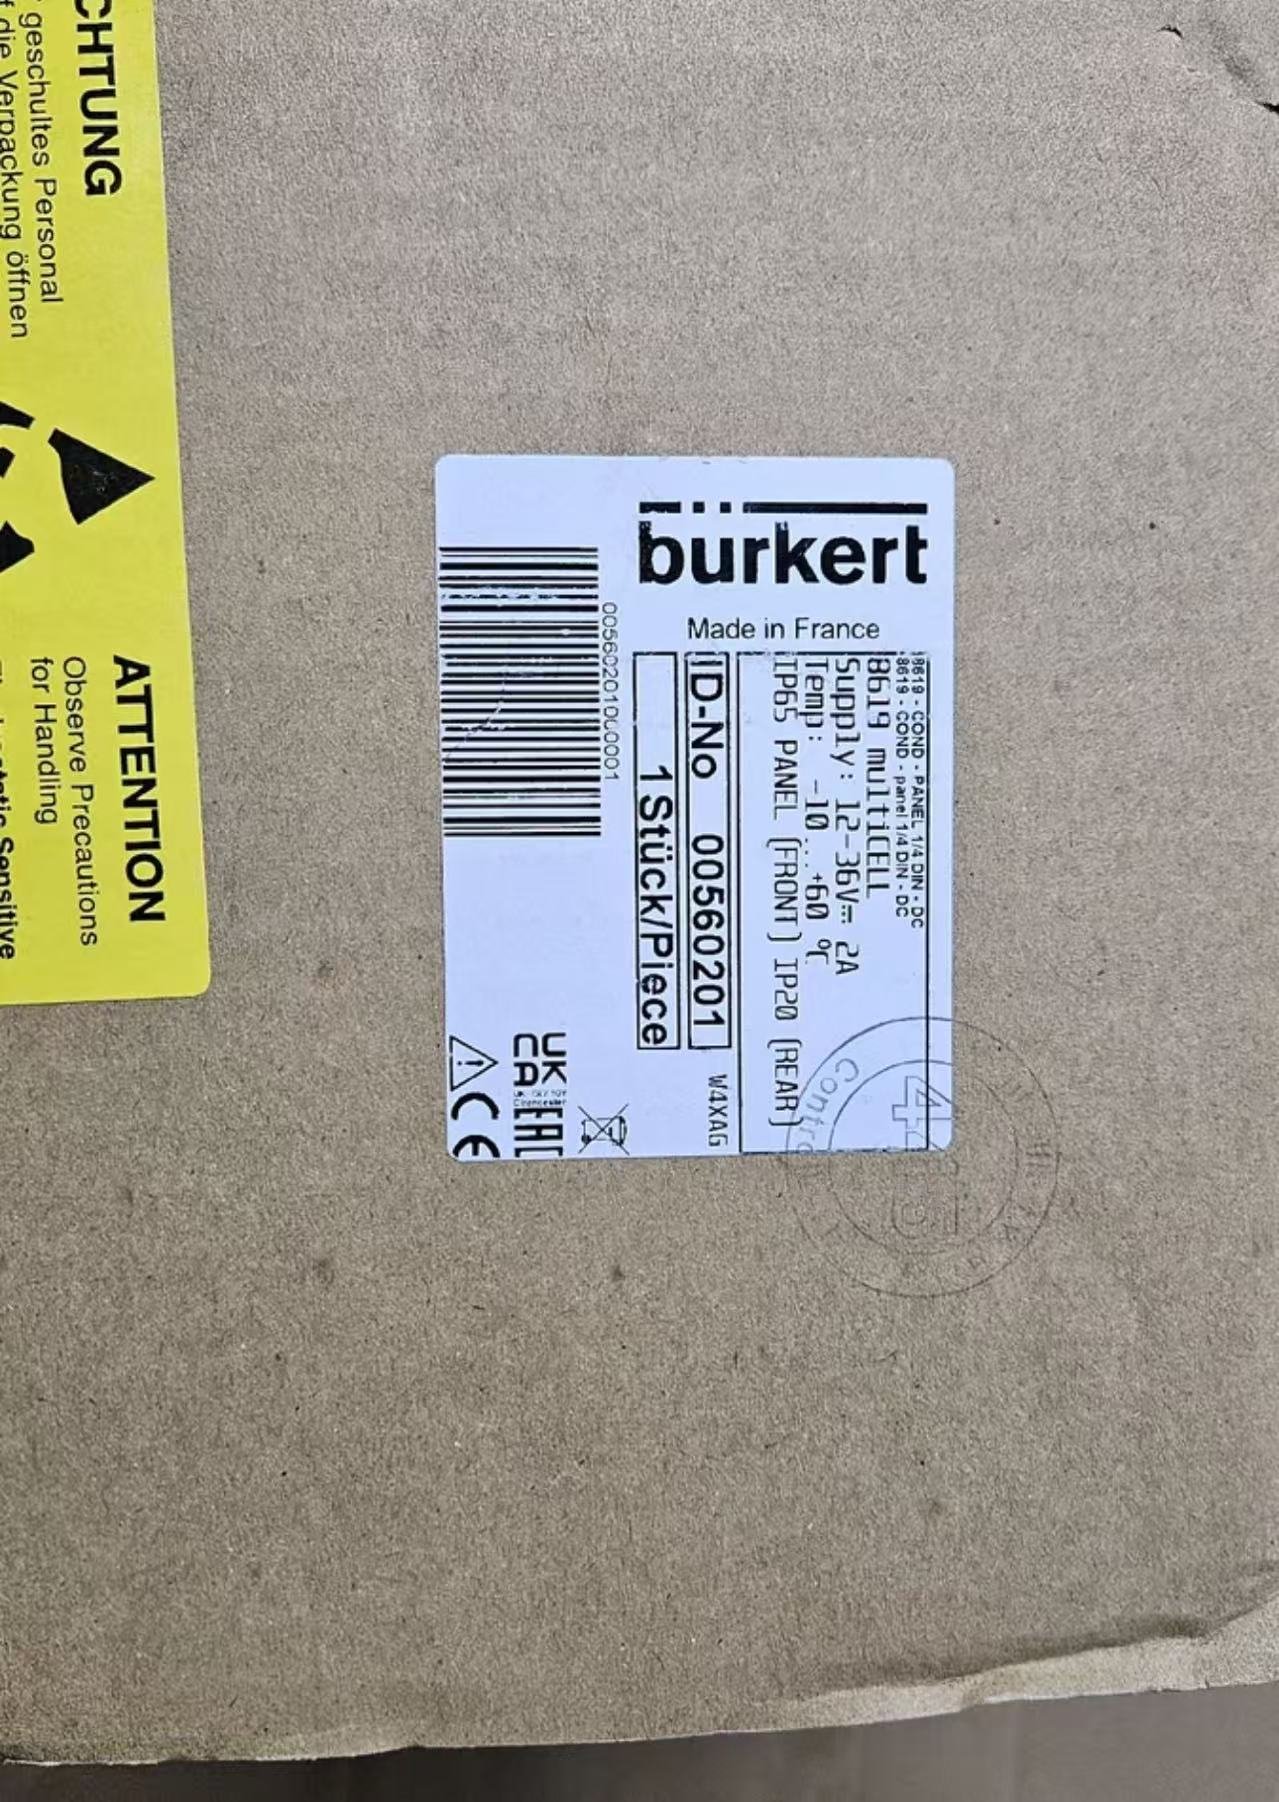 bürkert
Made in France
8619 - COND - PANEL 1/4 DIN - DC
8619 - COND - panel 1/4 DIN - DC
8619 multiCELL
Supply: 12-36V⎓ 2A
Temp: -10...+60 °C
IP65 PANEL (FRONT) IP20 (REAR)
W4XAG
ID-No 00560201
1 Stück/Piece
UK
CA
EAC
CE
CHTUNG
geschultes Personal
die Verpackung öffnen
ATTENTION
Observe Precautions
for Handling
Sensitive